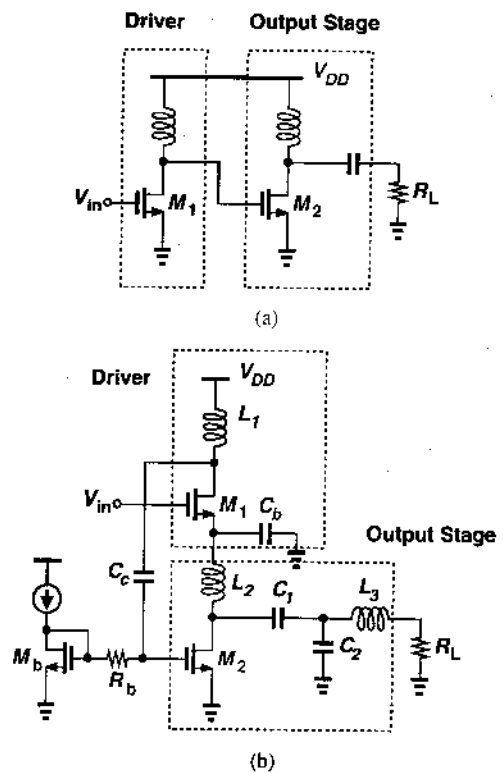 Driver
Output Stage
V_DD
V_in
M_1
M_2
R_L
(a)
Driver
V_DD
L_1
V_in
M_1
C_b
Output Stage
C_c
L_2
C_1
L_3
M_b
R_b
M_2
C_2
R_L
(b)